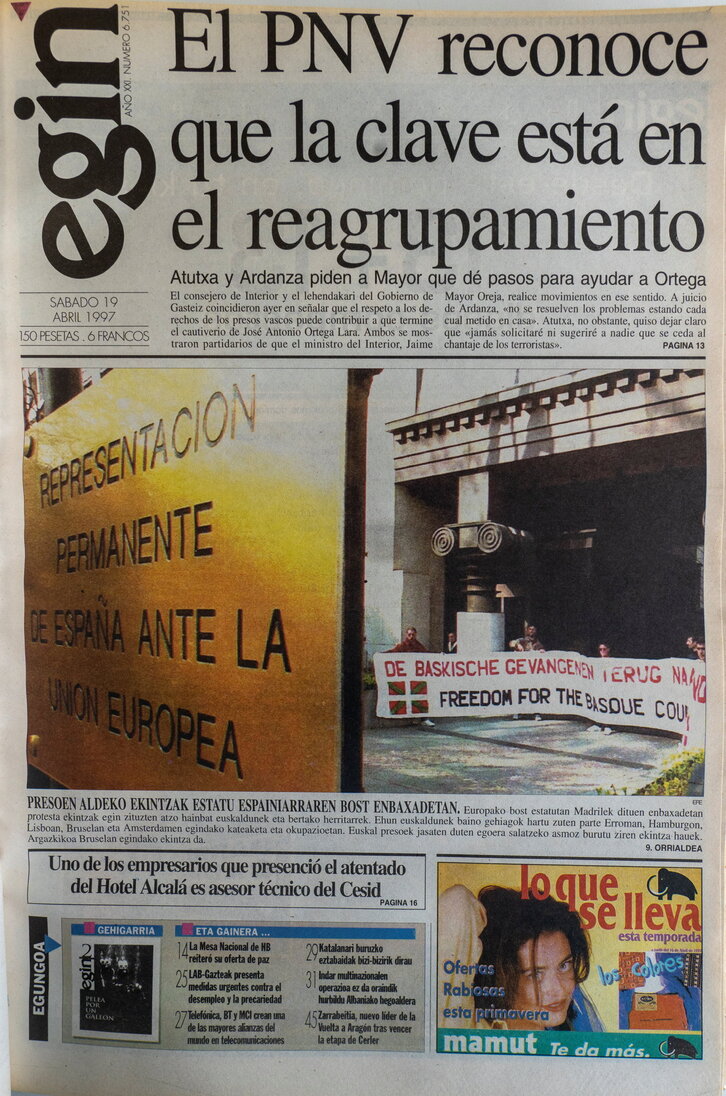 egin
AÑO XXI. NUMERO 6.751
SABADO 19
ABRIL 1997
150 PESETAS . 6 FRANCOS
El PNV reconoce
que la clave está en
el reagrupamiento
Atutxa y Ardanza piden a Mayor que dé pasos para ayudar a Ortega
El consejero de Interior y el lehendakari del Gobierno de
Gasteiz coincidieron ayer en señalar que el respeto a los de-
rechos de los presos vascos puede contribuir a que termine
el cautiverio de José Antonio Ortega Lara. Ambos se mos-
traron partidarios de que el ministro del Interior, Jaime
Mayor Oreja, realice movimientos en ese sentido. A juicio
de Ardanza, «no se resuelven los problemas estando cada
cual metido en casa». Atutxa, no obstante, quiso dejar claro
que «jamás solicitaré ni sugeriré a nadie que se ceda al
chantaje de los terroristas».
PAGINA 13
REPRESENTACION
PERMANENTE
DE ESPAÑA ANTE LA
UNION EUROPEA
DE BASKISCHE GEVANGENEN TERUG NA
FREEDOM FOR THE BASQUE COU
EFE
PRESOEN ALDEKO EKINTZAK ESTATU ESPAINIARRAREN BOST ENBAXADETAN. Europako bost estatutan Madrilek dituen enbaxadetan
protesta ekintzak egin zituzten atzo hainbat euskaldunek eta bertako herritarrek. Ehun euskaldunek baino gehiagok hartu zuten parte Erroman, Hamburgon,
Lisboan, Bruselan eta Amsterdamen egindako kateaketa eta okupazioetan. Euskal presoek jasaten duten egoera salatzeko asmoz burutu ziren ekintza hauek.
Argazkikoa Bruselan egindako ekintza da.
9. ORRIALDEA
Uno de los empresarios que presenció el atentado
del Hotel Alcalá es asesor técnico del Cesid
PAGINA 16
EGUNGOA
GEHIGARRIA
egin 2
PELEA
POR
UN
GALEON
ETA GAINERA ...
14 La Mesa Nacional de NB
reiteró su oferta de paz
25 LAB-Gazteak presenta
medidas urgentes contra el
desempleo y la precariedad
27 Telefónica, BT y MCI crean una
de las mayores alianzas del
mundo en telecomunicaciones
29 Katalanari buruzko
eztabaidak bizi-bizirik dirau
31 Indar multinazionalen
operazioa ez da oraindik
hurbildu Albaniako hegoaldera
45 Zarrabeitia, nuevo líder de la
Vuelta a Aragón tras vencer
la etapa de Cerler
lo que
se lleva
esta temporada
los Colores
Ofertas
Rabiosas
esta primavera
mamut Te da más.